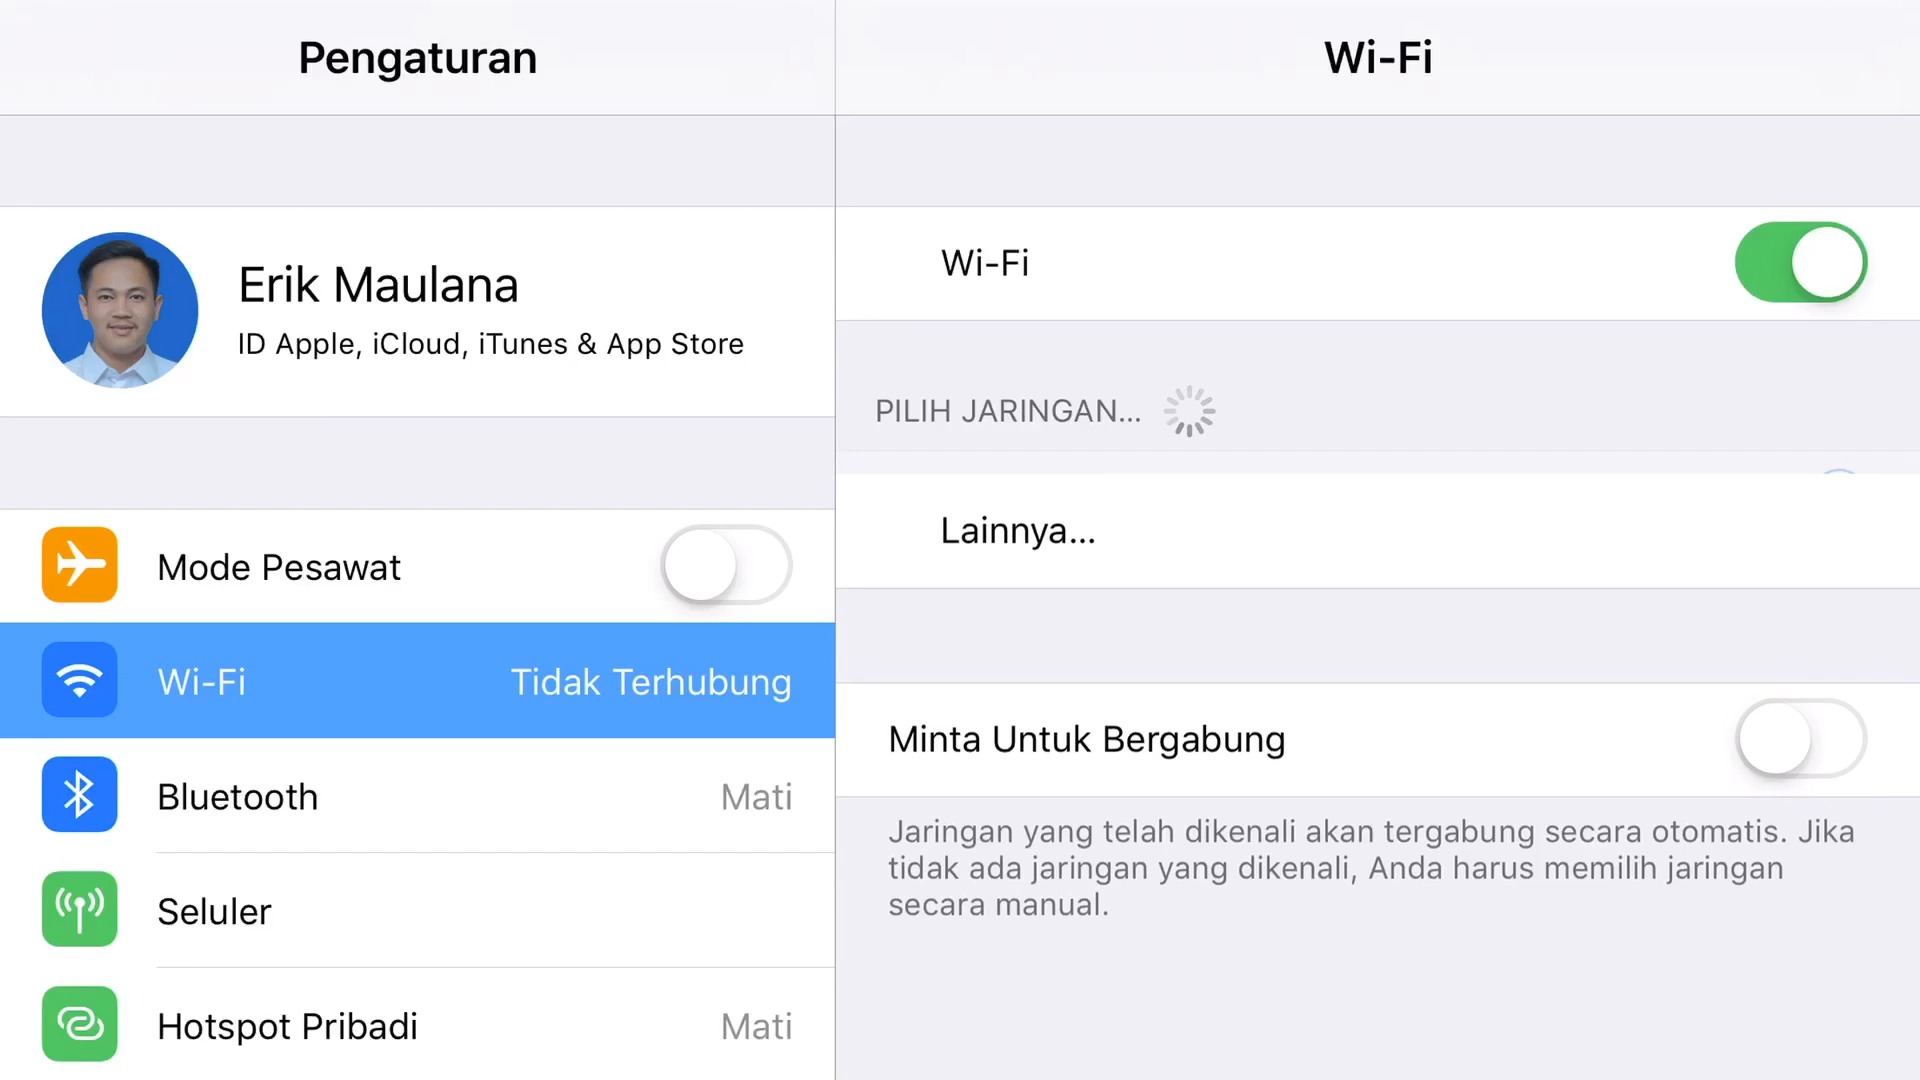 Pengaturan
Erik Maulana
ID Apple, iCloud, iTunes & App Store
Mode Pesawat
Wi-Fi Tidak Terhubung
Bluetooth Mati
Seluler
Hotspot Pribadi Mati
Wi-Fi
Wi-Fi
PILIH JARINGAN...
Lainnya...
Minta Untuk Bergabung
Jaringan yang telah dikenali akan tergabung secara otomatis. Jika
tidak ada jaringan yang dikenali, Anda harus memilih jaringan
secara manual.